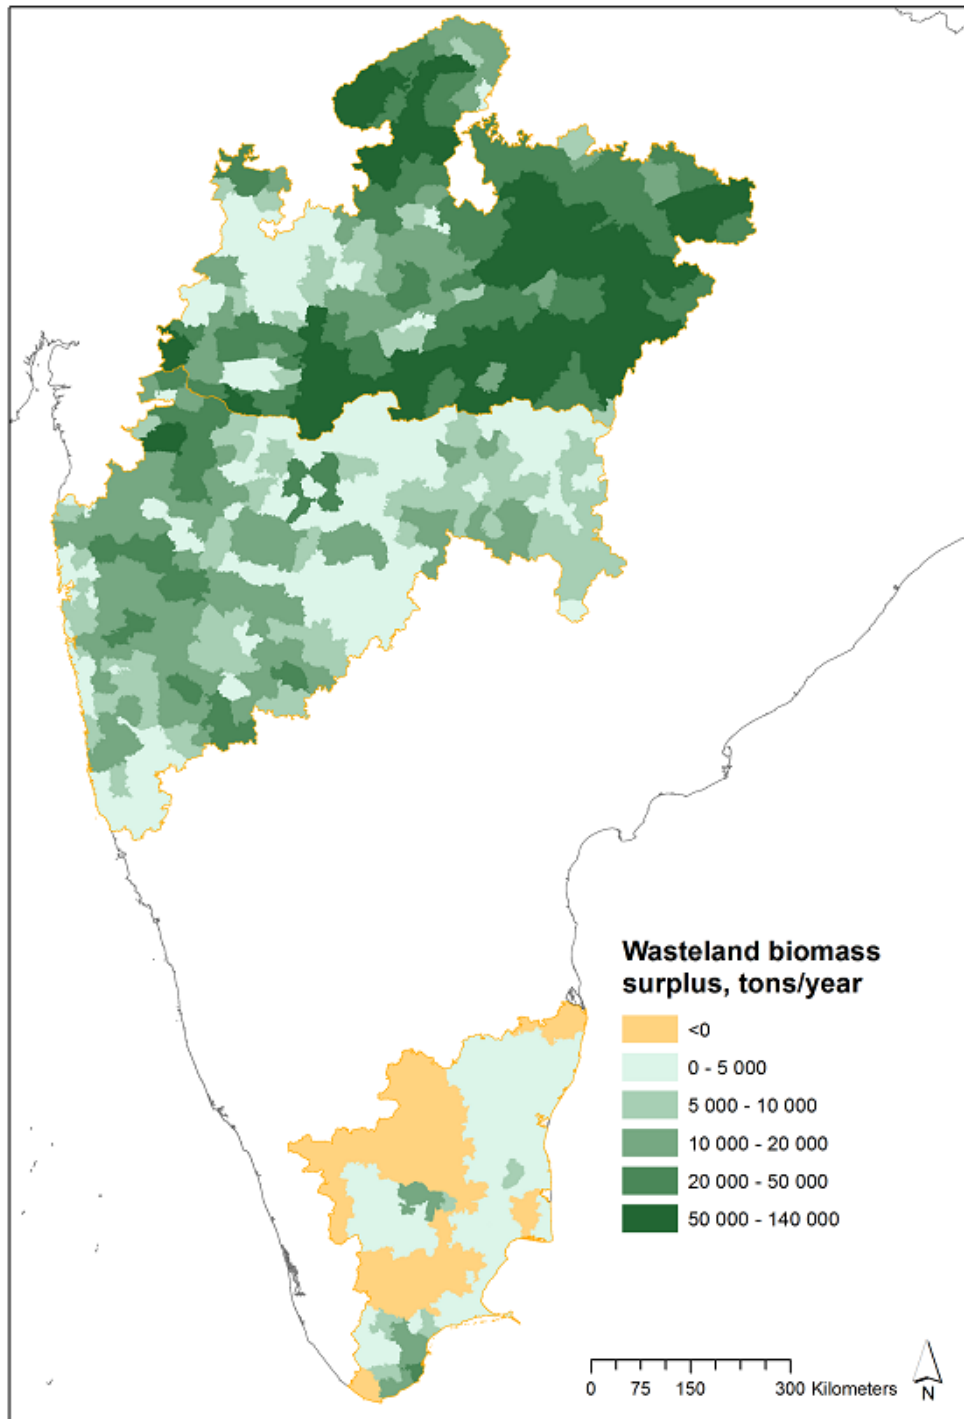 Wasteland biomass
surplus, tons/year
<0
0 - 5 000
5 000 - 10 000
10 000 - 20 000
20 000 - 50 000
50 000 - 140 000
0 75 150 300 Kilometers
N